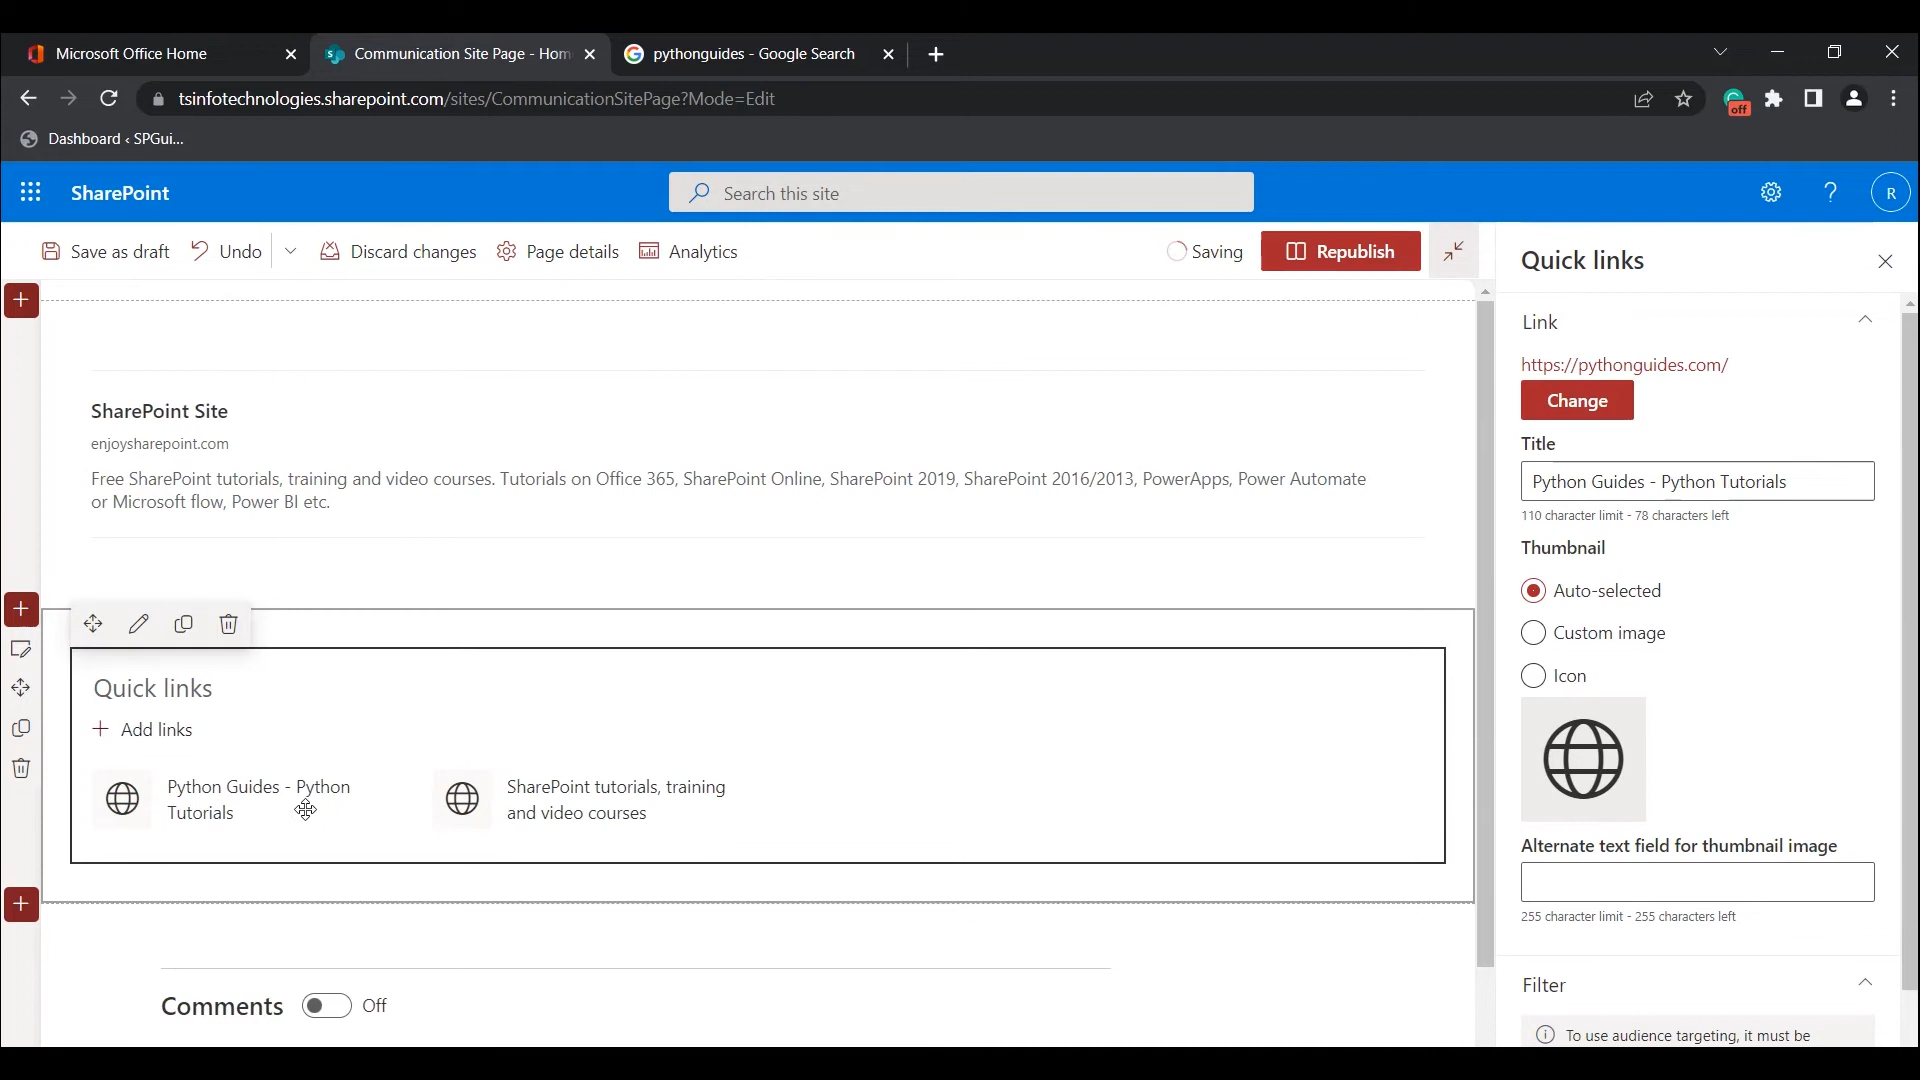 Microsoft Office Home
Communication Site Page - Hom
pythonguides - Google Search
tsinfotechnologies.sharepoint.com/sites/CommunicationSitePage?Mode=Edit
off
Dashboard ‹ SPGui...
SharePoint
Search this site
R
Save as draft
Undo
Discard changes
Page details
Analytics
Saving
Republish
SharePoint Site
enjoysharepoint.com
Free SharePoint tutorials, training and video courses. Tutorials on Office 365, SharePoint Online, SharePoint 2019, SharePoint 2016/2013, PowerApps, Power Automate
or Microsoft flow, Power BI etc.
Quick links
Add links
Python Guides - Python
Tutorials
SharePoint tutorials, training
and video courses
Comments
Off
Quick links
Link
https://pythonguides.com/
Change
Title
Python Guides - Python Tutorials
110 character limit - 78 characters left
Thumbnail
Auto-selected
Custom image
Icon
Alternate text field for thumbnail image
255 character limit - 255 characters left
Filter
To use audience targeting, it must be